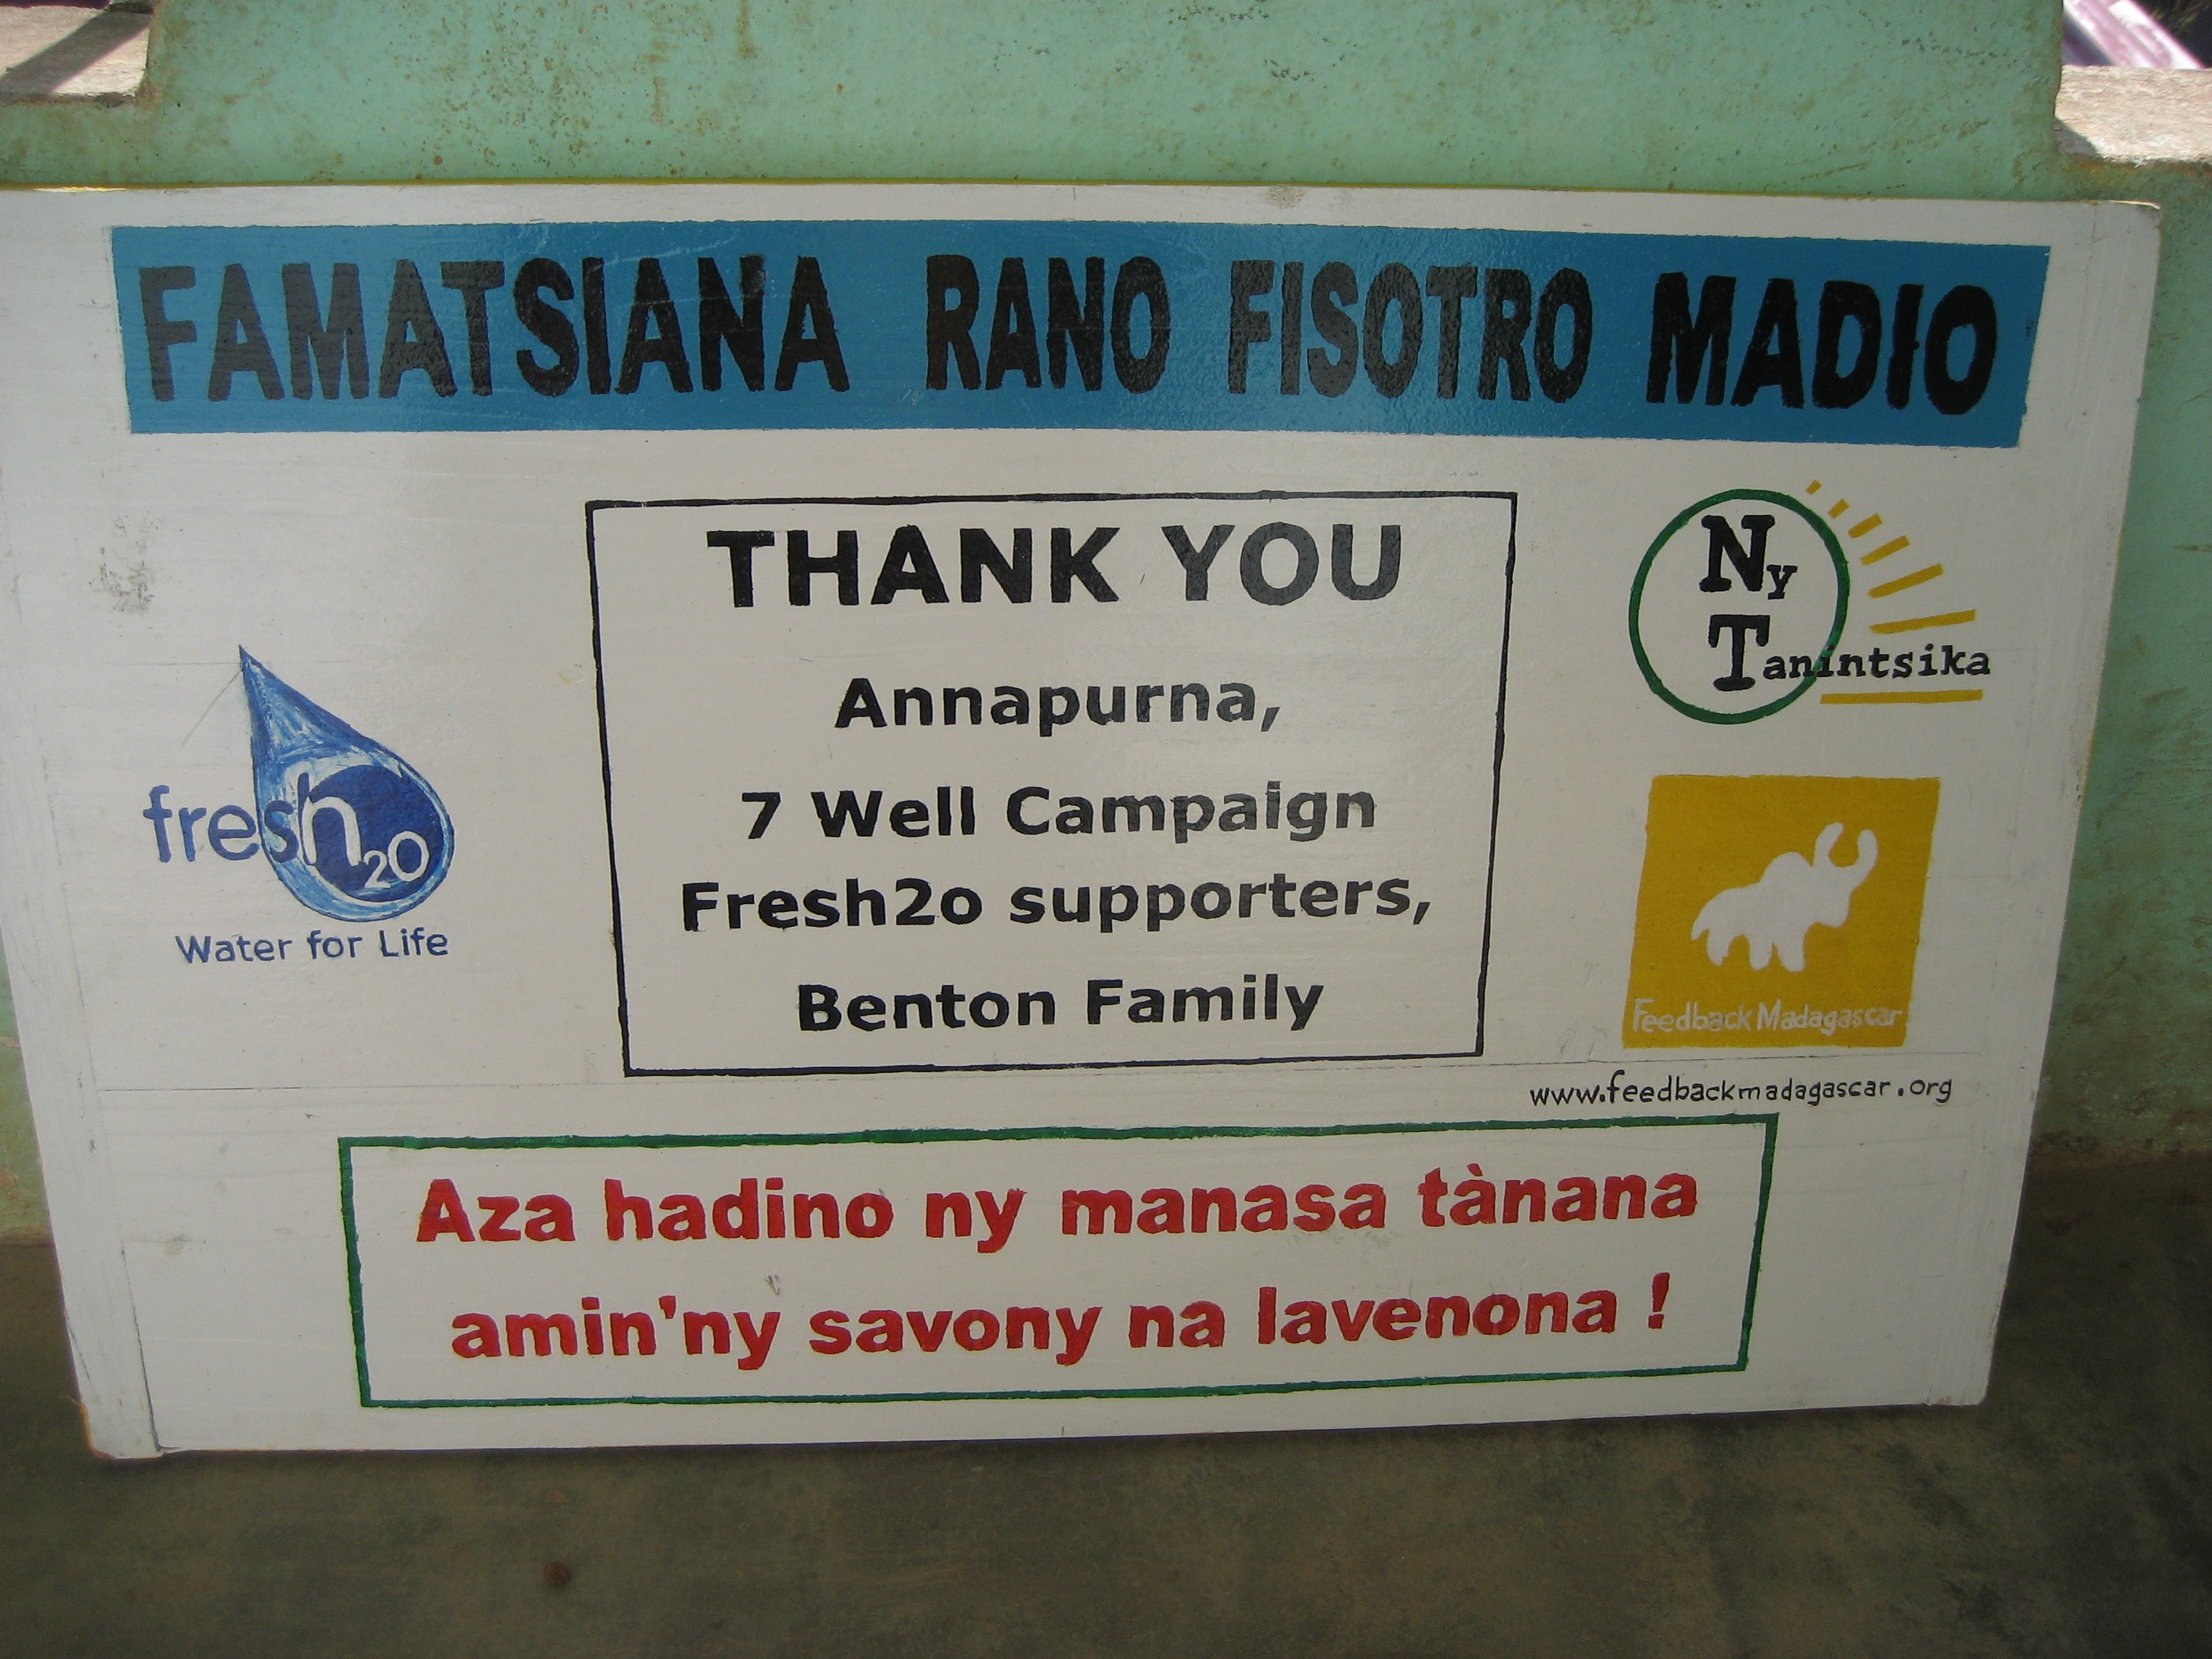 FAMATSIANA RANO FISOTRO MADIO
THANK YOU
Annapurna,
7 Well Campaign
Fresh2o supporters,
Benton Family
fresh2O
Water for Life
Ny
Tanintsika
Feedback Madagascar
www.feedbackmadagascar.org
Aza hadino ny manasa tànana
amin'ny savony na lavenona !